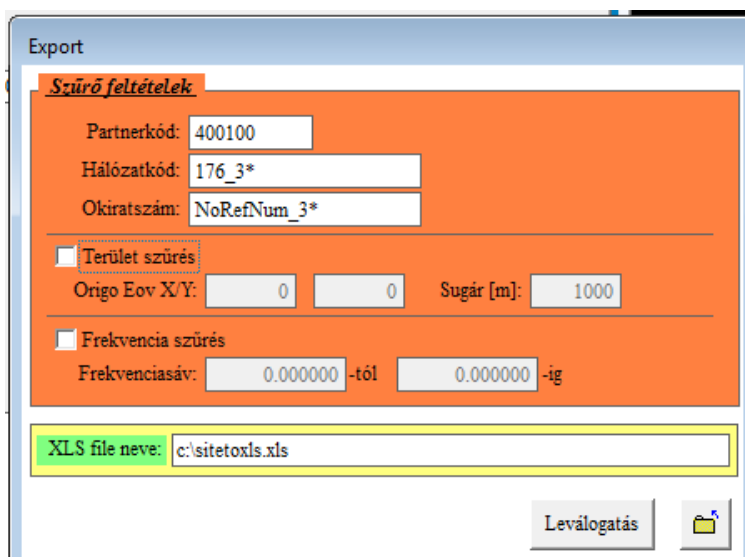 Export
Szűrő feltételek
Partnerkód: 400100
Hálózatkód: 176_3*
Okiratszám: NoRefNum_3*
Terület szűrés
Origo Eov X/Y: 0 0 Sugár [m]: 1000
Frekvencia szűrés
Frekvenciasáv: 0.000000 -tól 0.000000 -ig
XLS file neve: c:\sitetoxls.xls
Leválogatás